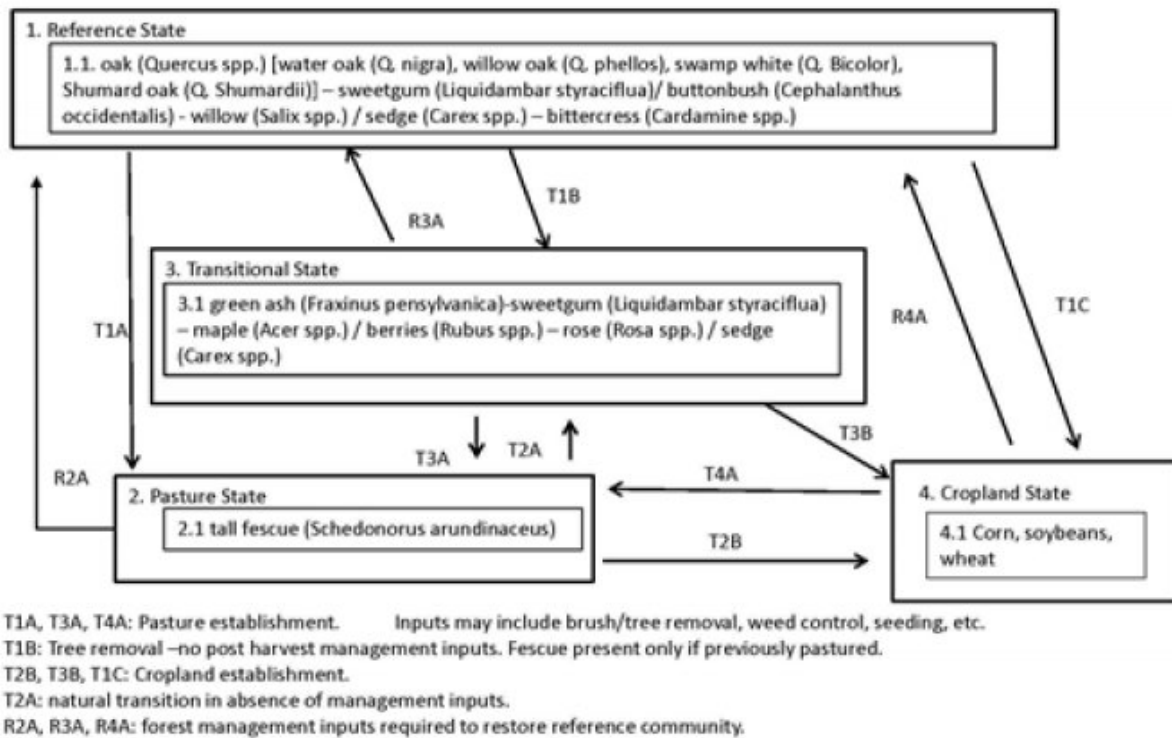 1. Reference State
1.1. oak (Quercus spp.) [water oak (Q. nigra), willow oak (Q. phellos), swamp white (Q. Bicolor),
Shumard oak (Q. Shumardii)] – sweetgum (Liquidambar styraciflua)/ buttonbush (Cephalanthus
occidentalis) - willow (Salix spp.) / sedge (Carex spp.) – bittercress (Cardamine spp.)
T1B
R3A
3. Transitional State
3.1 green ash (Fraxinus pensylvanica)-sweetgum (Liquidambar styraciflua)
– maple (Acer spp.) / berries (Rubus spp.) – rose (Rosa spp.) / sedge
(Carex spp.)
T1A
R4A
T1C
T3A
T2A
T3B
R2A
T4A
2. Pasture State
2.1 tall fescue (Schedonorus arundinaceus)
T2B
4. Cropland State
4.1 Corn, soybeans,
wheat
T1A, T3A, T4A: Pasture establishment. Inputs may include brush/tree removal, weed control, seeding, etc.
T1B: Tree removal –no post harvest management inputs. Fescue present only if previously pastured.
T2B, T3B, T1C: Cropland establishment.
T2A: natural transition in absence of management inputs.
R2A, R3A, R4A: forest management inputs required to restore reference community.